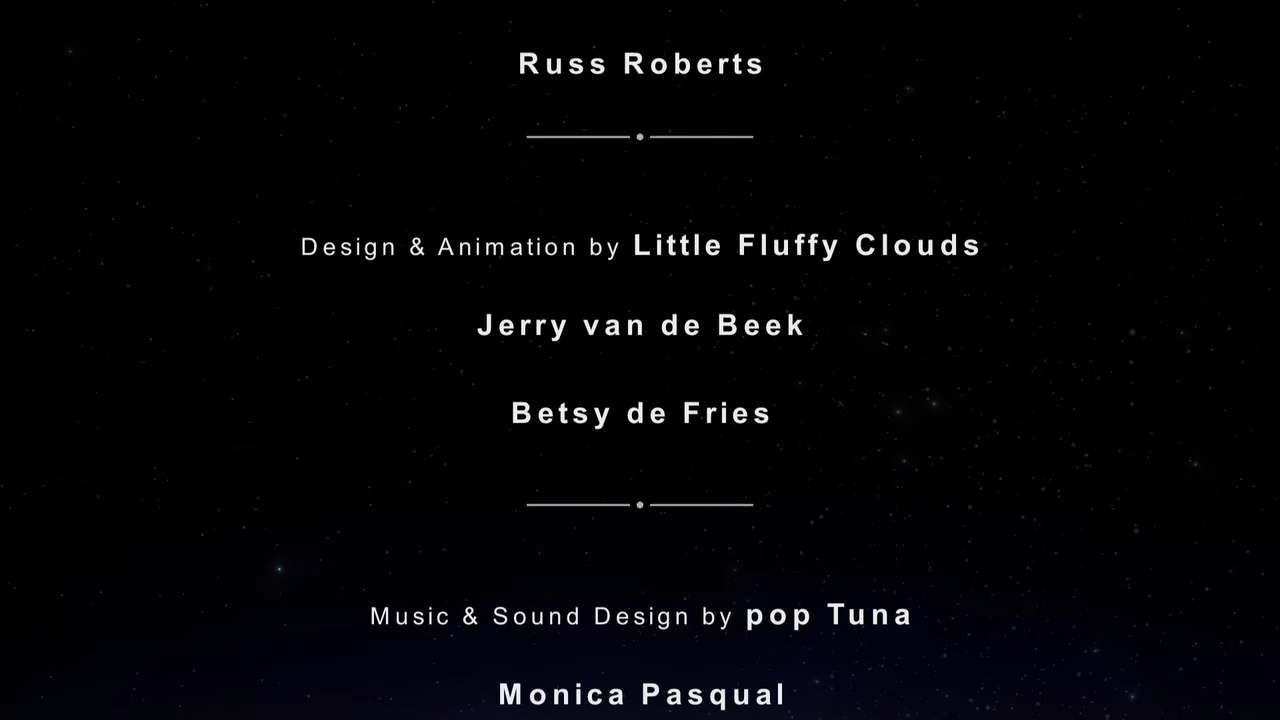 Russ Roberts
Design & Animation by Little Fluffy Clouds
Jerry van de Beek
Betsy de Fries
Music & Sound Design by pop Tuna
Monica Pasqual